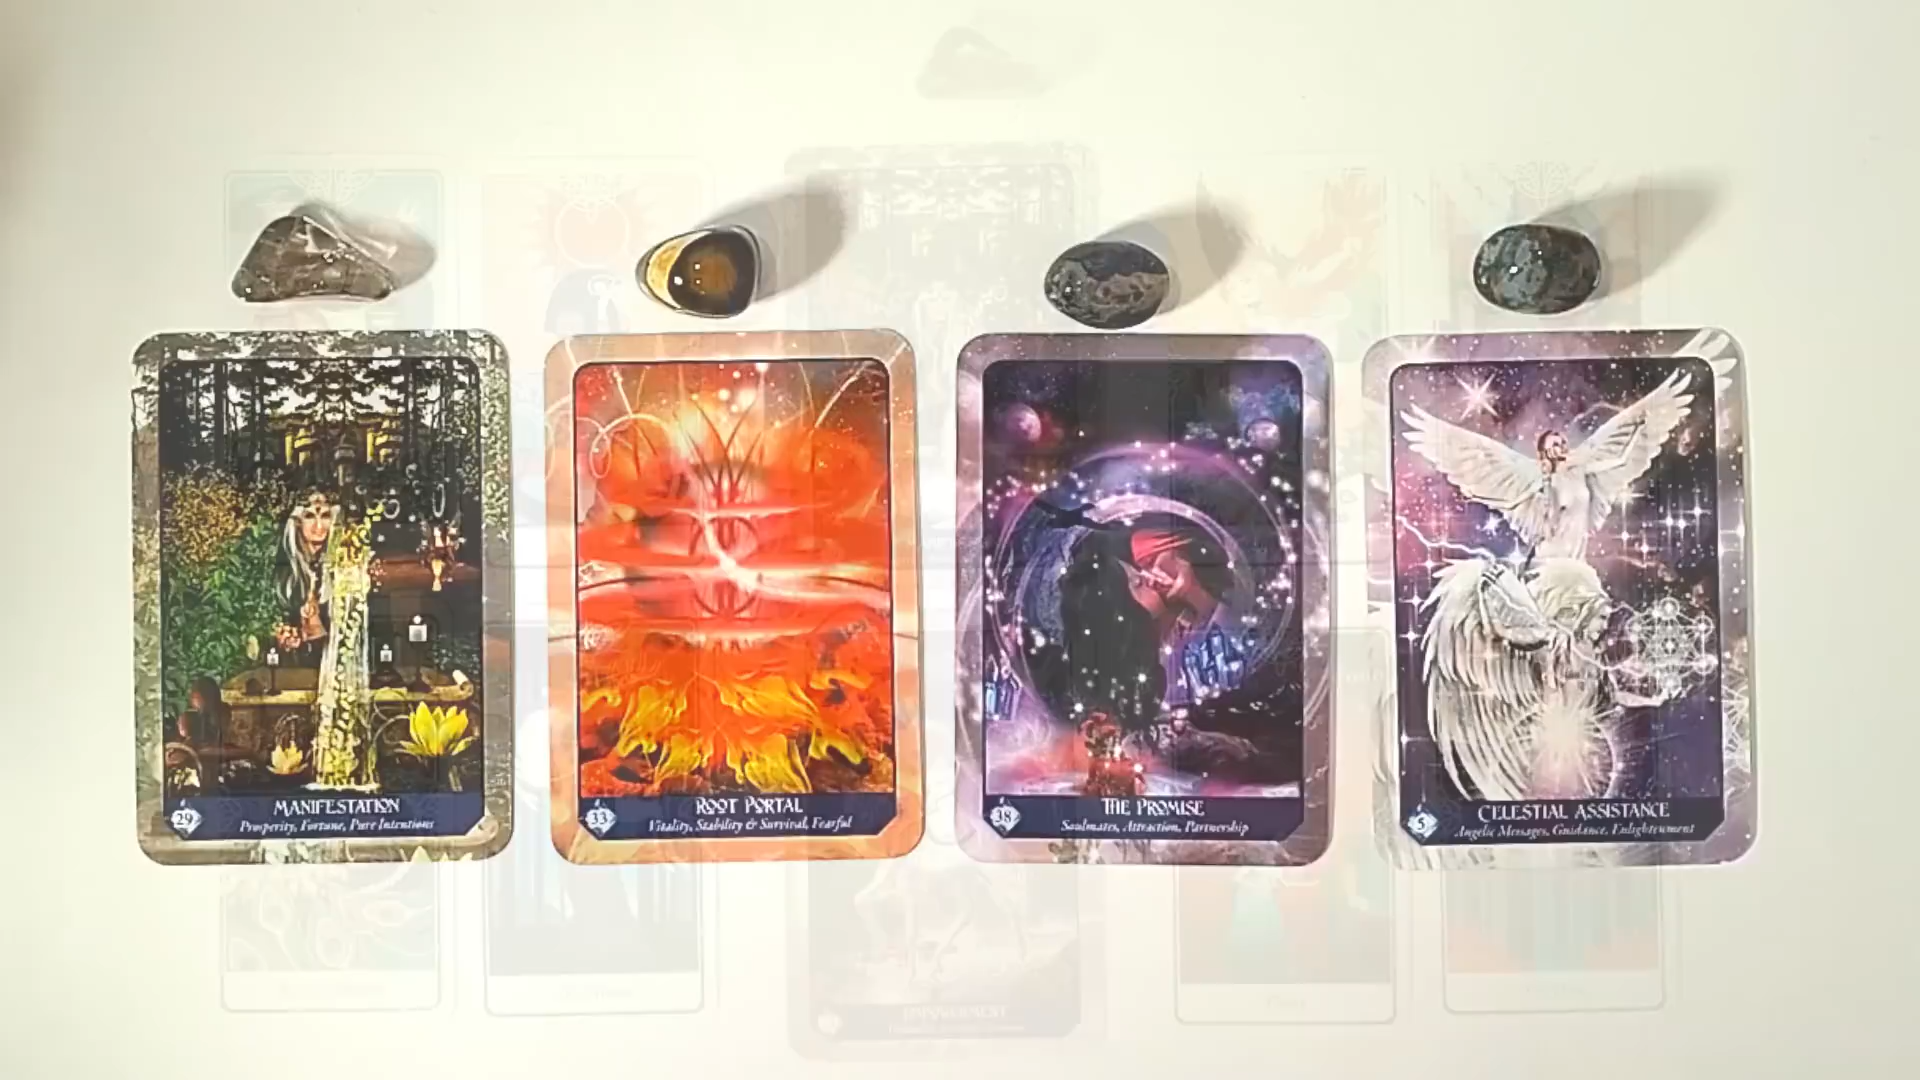 29
MANIFESTATION
Prosperity, Fortune, Pure Intentions
33
ROOT PORTAL
Vitality, Stability & Survival, Fearful
38
THE PROMISE
Soulmates, Attraction, Partnership
5
CELESTIAL ASSISTANCE
Angelic Messages, Guidance, Enlightenment